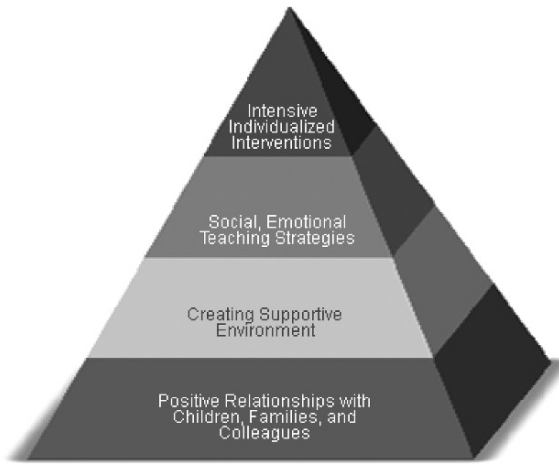 Intensive
Individualized
Interventions
Social, Emotional
Teaching Strategies
Creating Supportive
Environment
Positive Relationships with
Children, Families, and
Colleagues